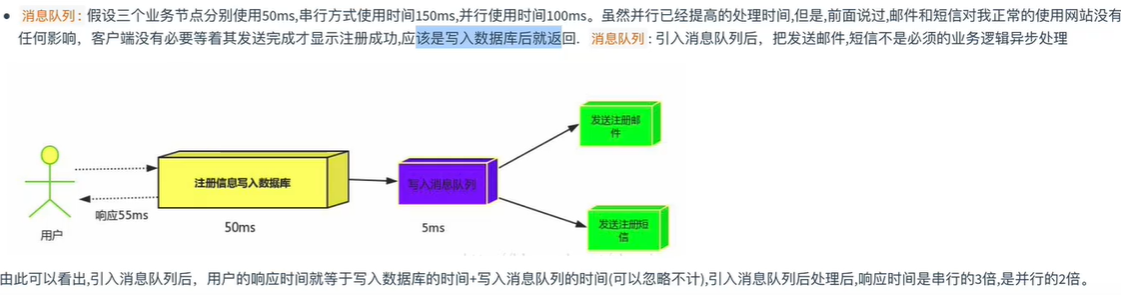 消息队列 : 假设三个业务节点分别使用50ms,串行方式使用时间150ms,并行使用时间100ms。虽然并行已经提高的处理时间,但是,前面说过,邮件和短信对我正常的使用网站没有
任何影响，客户端没有必要等着其发送完成才显示注册成功,应该是写入数据库后就返回. 消息队列 : 引入消息队列后，把发送邮件,短信不是必须的业务逻辑异步处理
发送注册邮
件
注册信息写入数据库
写入消息队列
响应55ms
用户
50ms
5ms
发送注册短
信
由此可以看出,引入消息队列后，用户的响应时间就等于写入数据库的时间+写入消息队列的时间(可以忽略不计),引入消息队列后处理后,响应时间是串行的3倍,是并行的2倍。